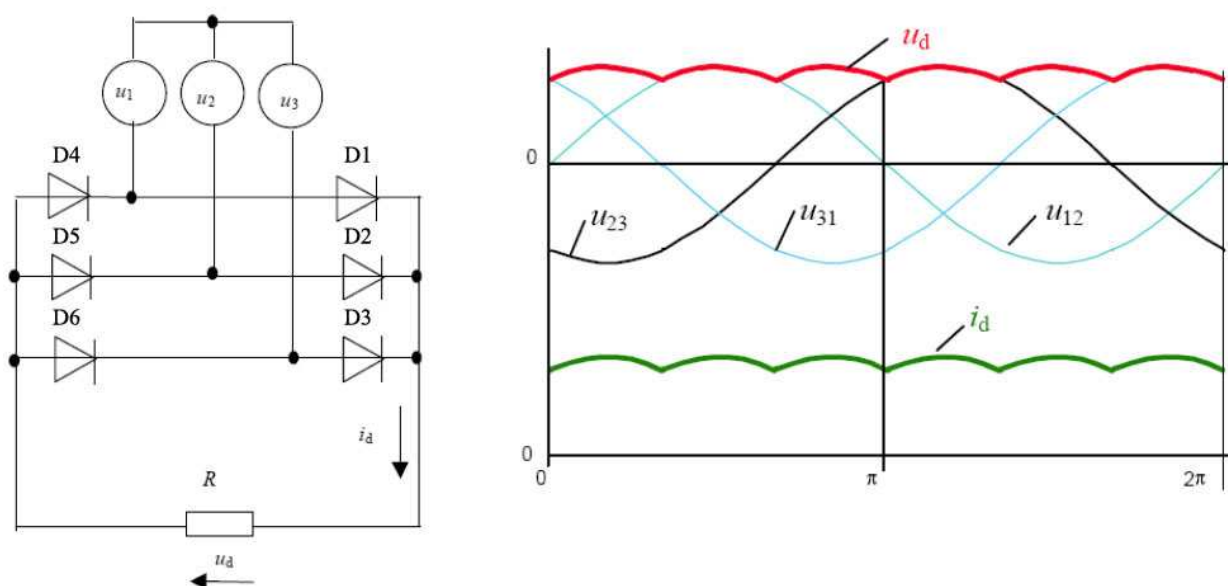 u1 u2 u3
D4 D1
D5 D2
D6 D3
id
R
ud
ud
0
u23 u31 u12
id
0
0 π 2π